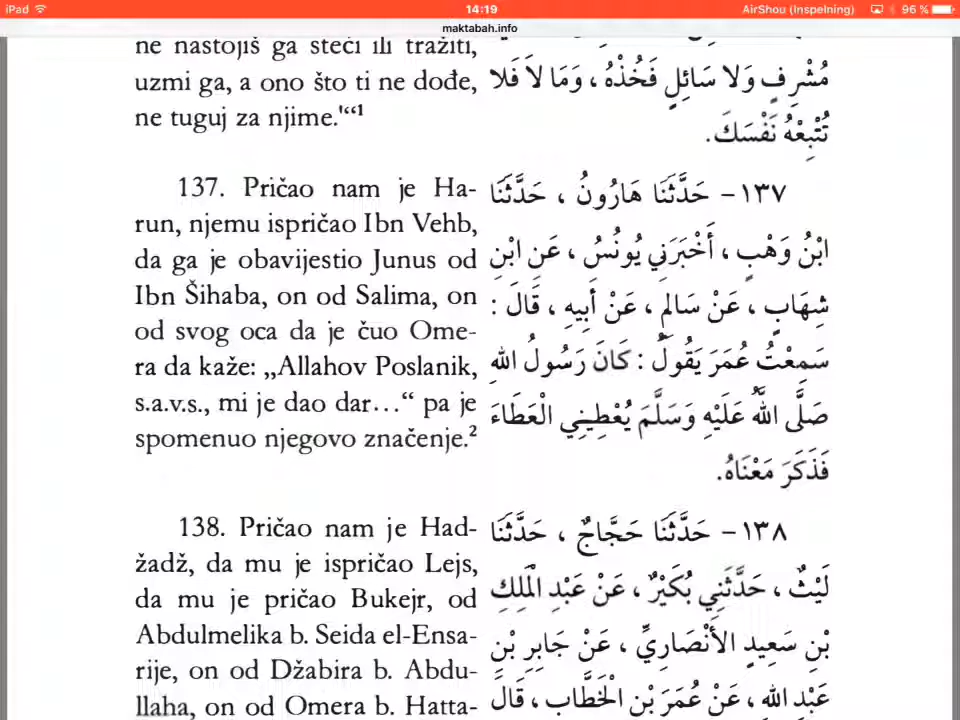 iPad 14:19 AirShou (Inspelning) 96 %
maktabah.info
ne nastojiš ga steći ili tražiti,
uzmi ga, a ono što ti ne dođe,
ne tuguj za njime.'“¹
137. Pričao nam je Ha-
run, njemu ispričao Ibn Vehb,
da ga je obavijestio Junus od
Ibn Šihaba, on od Salima, on
od svog oca da je čuo Ome-
ra da kaže: „Allahov Poslanik,
s.a.v.s., mi je dao dar…“ pa je
spomenuo njegovo značenje.²
138. Pričao nam je Had-
žadž, da mu je ispričao Lejs,
da mu je pričao Bukejr, od
Abdulmelika b. Seida el-Ensa-
rije, on od Džabira b. Abdu-
llaha, on od Omera b. Hatta-
مُشْرِفٍ وَلاَ سَائِلٍ فَخُذْهُ ، وَمَا لاَ فَلاَ
تُتْبِعْهُ نَفْسَكَ.
١٣٧ – حَدَّثَنَا هَارُونُ ، حَدَّثَنَا
ابْنُ وَهْبٍ ، أَخْبَرَنِي يُونُسُ ، عَنِ ابْنِ
شِهَابٍ ، عَنْ سَالِمٍ ، عَنْ أَبِيهِ ، قَالَ :
سَمِعْتُ عُمَرَ يَقُولُ : كَانَ رَسُولُ اللهِ
صَلَّى اللهُ عَلَيْهِ وَسَلَّمَ يُعْطِينِي الْعَطَاءَ
فَذَكَرَ مَعْنَاهُ.
١٣٨ – حَدَّثَنَا حَجَّاجٌ ، حَدَّثَنَا
لَيْثٌ ، حَدَّثَنِي بُكَيْرٌ ، عَنْ عَبْدِ الْمَلِكِ
بْنِ سَعِيدٍ الأَنْصَارِيِّ ، عَنْ جَابِرِ بْنِ
عَبْدِ اللهِ ، عَنْ عُمَرَ بْنِ الْخَطَّابِ ، قَالَ